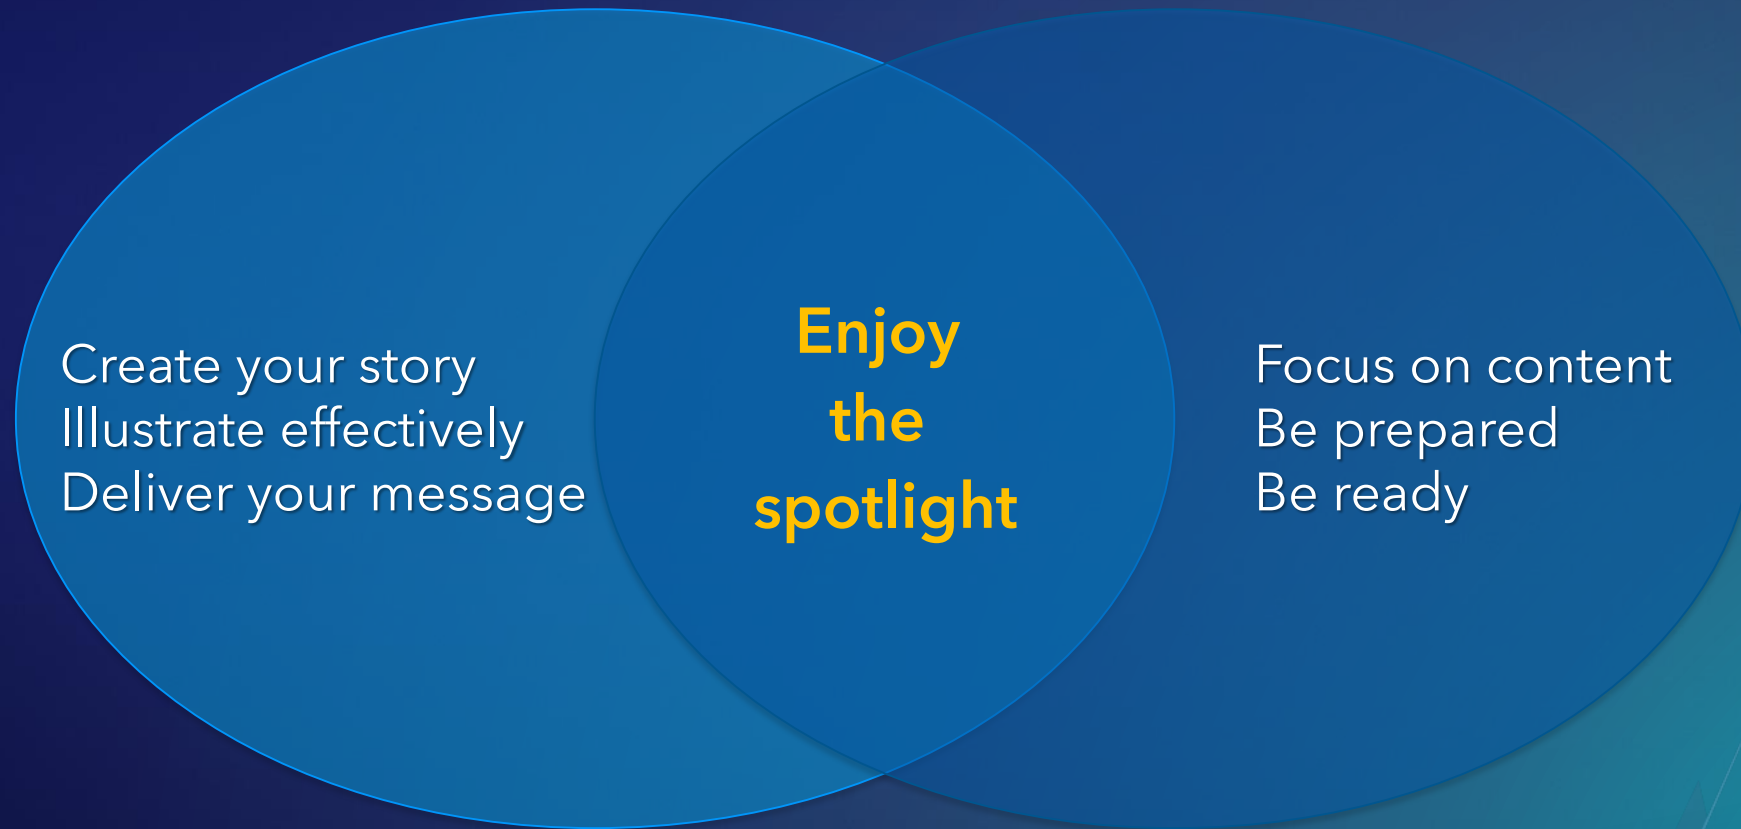 Create your story
Illustrate effectively
Deliver your message
Enjoy
the
spotlight
Focus on content
Be prepared
Be ready